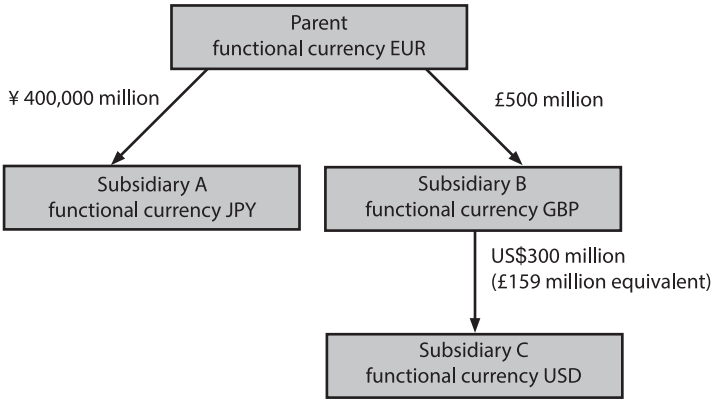 Parent
functional currency EUR
¥ 400,000 million
£500 million
Subsidiary A
functional currency JPY
Subsidiary B
functional currency GBP
US$300 million
(£159 million equivalent)
Subsidiary C
functional currency USD